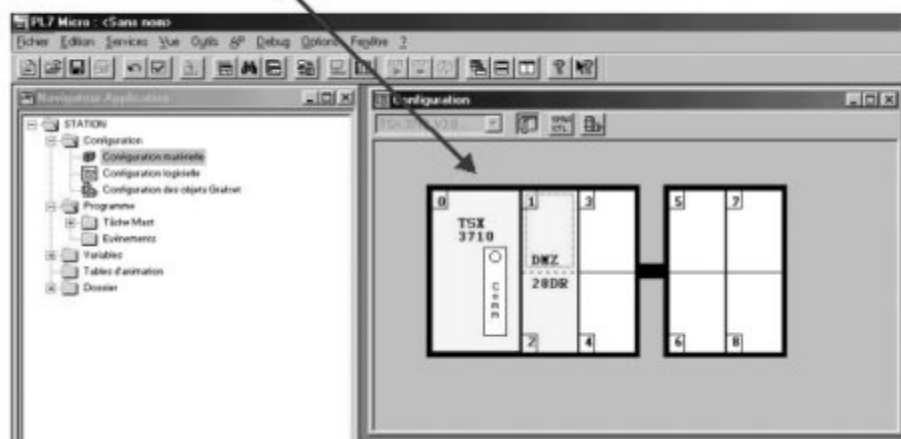 PL7 Micro : <Sans nom>
Fichier Edition Services Vue Outils AP Debug Options Fenêtre ?
Navigateur Application
STATION
Configuration
Configuration matérielle
Configuration logicielle
Configuration des objets Grafcet
Programme
Tâche Mast
Evénements
Variables
Tables d'animation
Dossier
Configuration
0
TSX
3710
Comm
1
DMZ
28DR
2
3
4
5
6
7
8